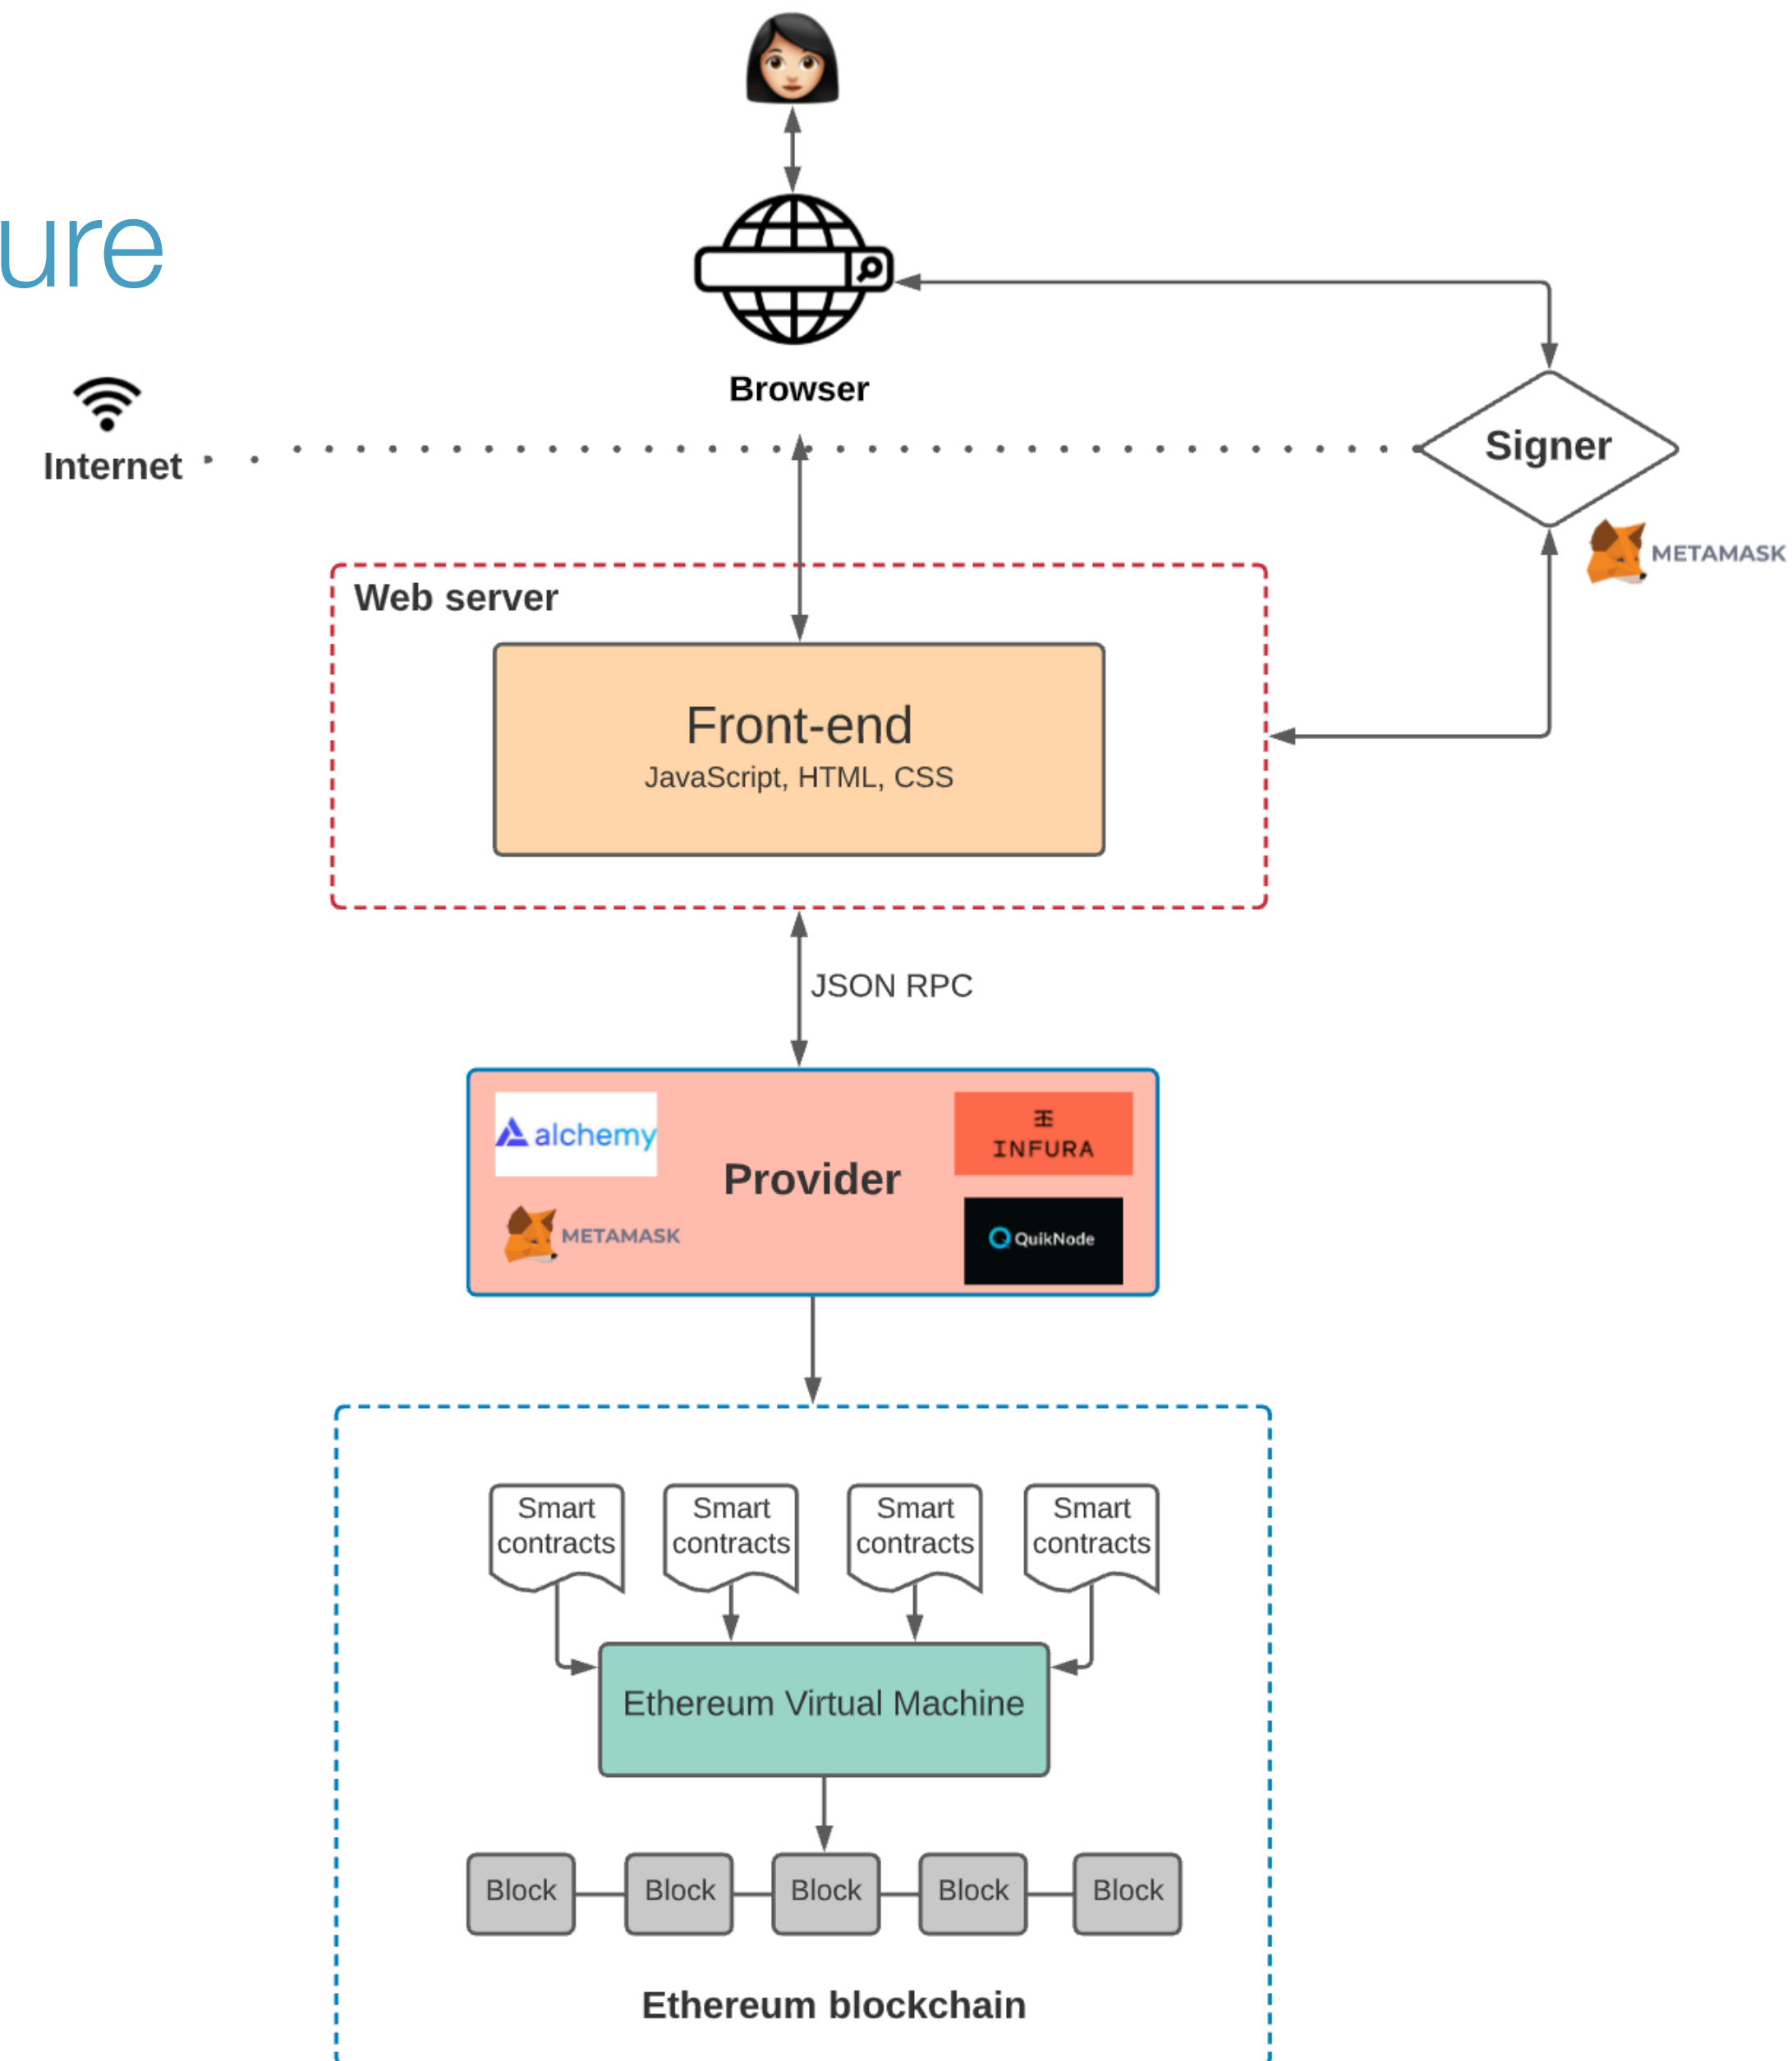 ure
Browser
Internet
Signer
METAMASK
Web server
Front-end
JavaScript, HTML, CSS
JSON RPC
alchemy
INFURA
Provider
METAMASK
QuikNode
Smart
contracts
Smart
contracts
Smart
contracts
Smart
contracts
Ethereum Virtual Machine
Block
Block
Block
Block
Block
Ethereum blockchain